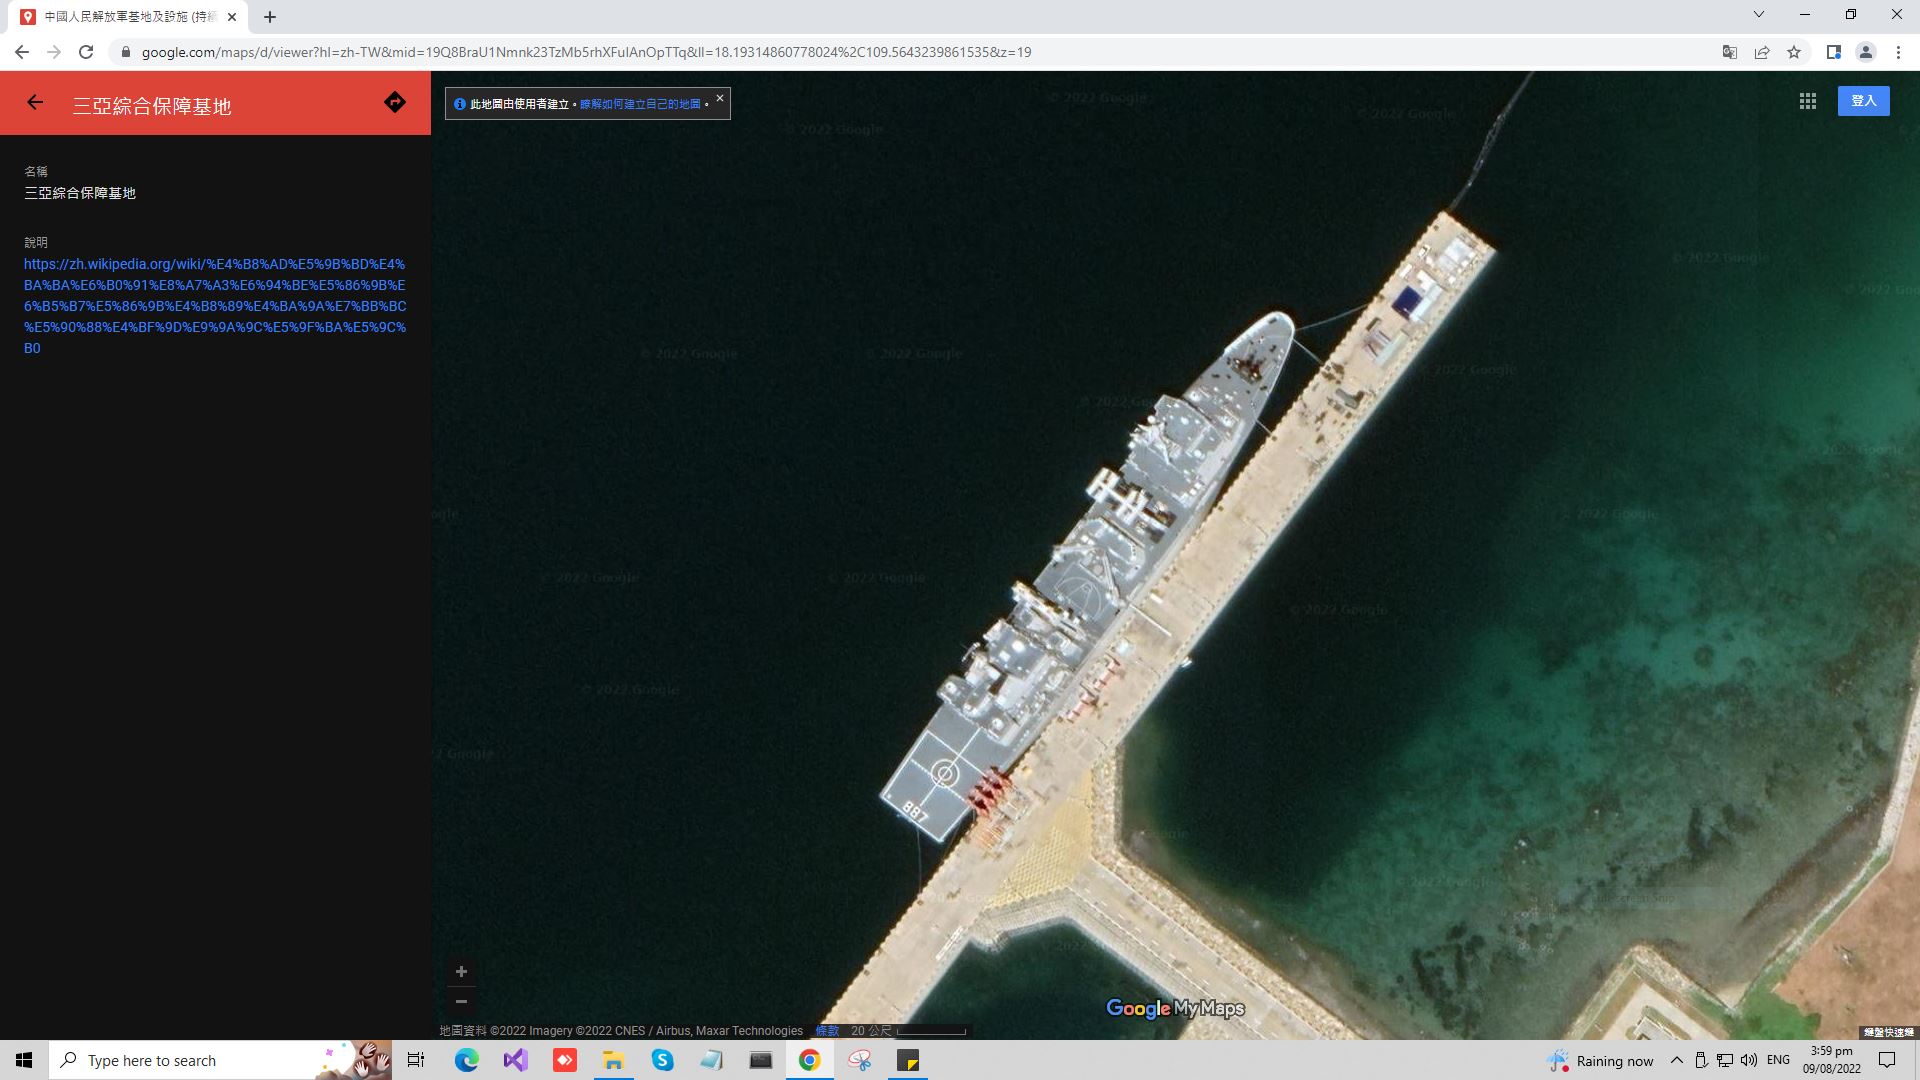 中國人民解放軍基地及設施 (持續
google.com/maps/d/viewer?hl=zh-TW&mid=19Q8BraU1Nmnk23TzMb5rhXFulAnOpTTq&ll=18.19314860778024%2C109.5643239861535&z=19
三亞綜合保障基地
此地圖由使用者建立。瞭解如何建立自己的地圖。
登入
名稱
三亞綜合保障基地
說明
https://zh.wikipedia.org/wiki/%E4%B8%AD%E5%9B%BD%E4%
BA%BA%E6%B0%91%E8%A7%A3%E6%94%BE%E5%86%9B%E
6%B5%B7%E5%86%9B%E4%B8%89%E4%BA%9A%E7%BB%BC
%E5%90%88%E4%BF%9D%E9%9A%9C%E5%9F%BA%E5%9C%
B0
© 2022 Google
887
Google My Maps
地圖資料 ©2022 Imagery ©2022 CNES / Airbus, Maxar Technologies 條款 20 公尺
鍵盤快速鍵
Type here to search
Raining now
ENG
3:59 pm
09/08/2022